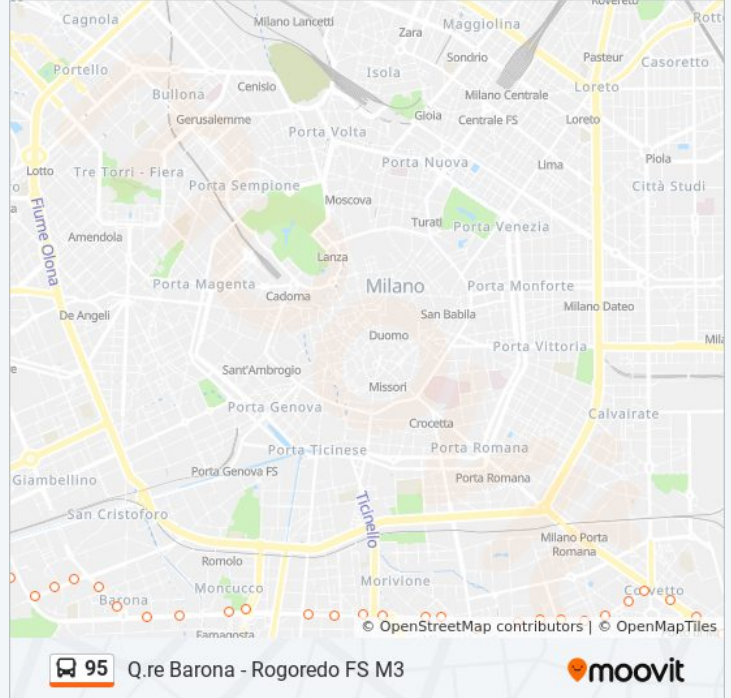 Rovereto
Cagnola
Milano Lancetti
Maggiolina
Zara
Sondrio
Pasteur
Casoretto
Portello
Isola
Cenisio
Bullona
Milano Centrale
Loreto
Gerusalemme
Gioia
Centrale FS
Loreto
Porta Volta
Piola
Lotto
Tre Torri - Fiera
Porta Nuova
Lima
Porta Sempione
Città Studi
Moscova
Fiume Olona
Turati
Porta Venezia
Amendola
Lanza
Porta Magenta
Milano
Porta Monforte
Cadorna
San Babila
Milano Dateo
De Angeli
Duomo
Porta Vittoria
Sant'Ambrogio
Missori
Porta Genova
Calvairate
Crocetta
Porta Ticinese
Porta Romana
Porta Genova FS
Porta Romana
Giambellino
Ticinello
San Cristoforo
Milano Porta
Romana
Romolo
Moncucco
Morivione
Corvetto
Barona
Famagosta
© OpenStreetMap contributors | © OpenMapTiles
95 Q.re Barona - Rogoredo FS M3
moovit